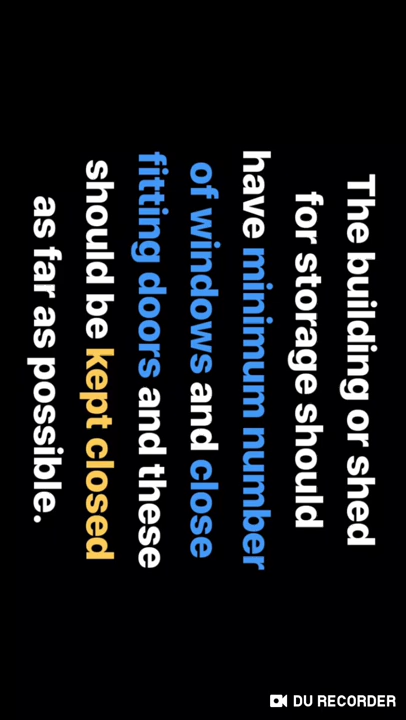 The building or shed
for storage should
have minimum number
of windows and close
fitting doors and these
should be kept closed
as far as possible.
DU RECORDER